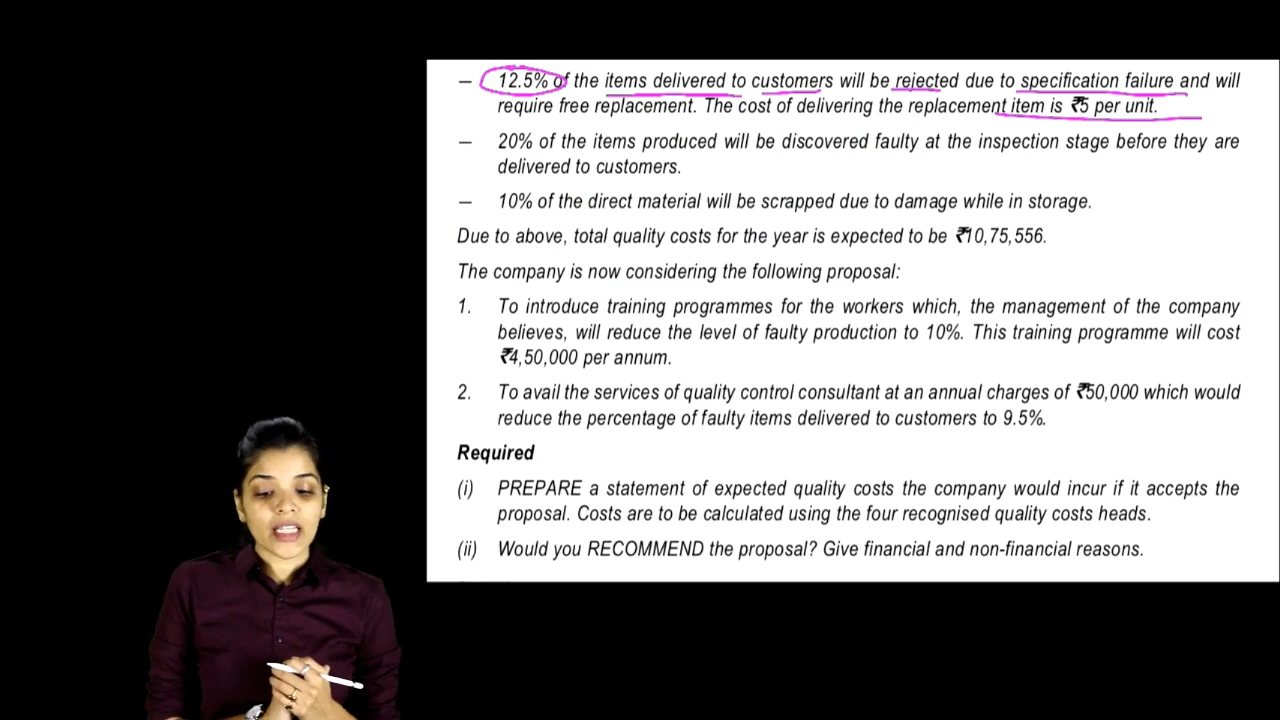 — 12.5% of the items delivered to customers will be rejected due to specification failure and will
require free replacement. The cost of delivering the replacement item is ₹5 per unit.
— 20% of the items produced will be discovered faulty at the inspection stage before they are
delivered to customers.
— 10% of the direct material will be scrapped due to damage while in storage.
Due to above, total quality costs for the year is expected to be ₹10,75,556.
The company is now considering the following proposal:
1. To introduce training programmes for the workers which, the management of the company
believes, will reduce the level of faulty production to 10%. This training programme will cost
₹4,50,000 per annum.
2. To avail the services of quality control consultant at an annual charges of ₹50,000 which would
reduce the percentage of faulty items delivered to customers to 9.5%.
Required
(i) PREPARE a statement of expected quality costs the company would incur if it accepts the
proposal. Costs are to be calculated using the four recognised quality costs heads.
(ii) Would you RECOMMEND the proposal? Give financial and non-financial reasons.